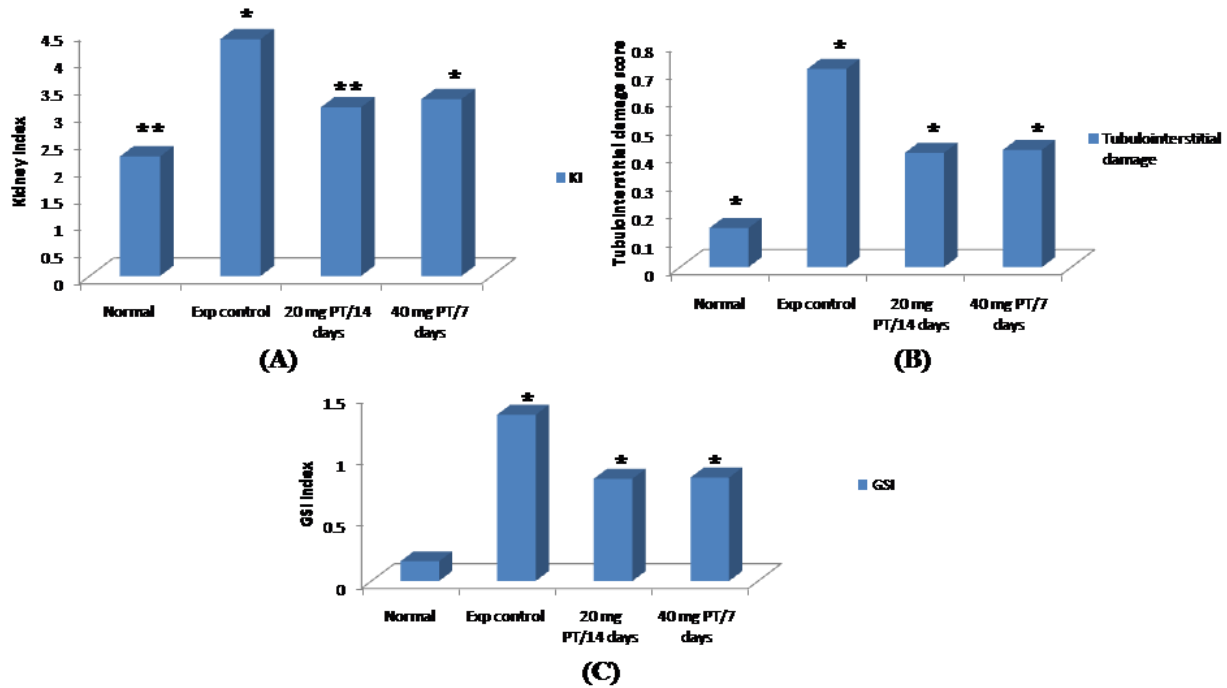 *
4.5
4
3.5
3
2.5
2
1.5
1
0.5
0
Kkidney index
**
**
*
KI
Normal
Exp control
20 mg PT/14
days
40 mg PT/7
days
(A)
0.8
0.7
0.6
0.5
0.4
0.3
0.2
0.1
0
Tubulointerstitial damage score
*
*
*
*
Tubulointerstitial
damage
Normal
Exp control
20 mg
PT/14 days
40 mg PT/7
days
(B)
1.5
1
0.5
0
GSI index
*
*
*
GSI
Normal
Exp control
20 mg
PT/14 days
40 mg PT/7
days
(C)